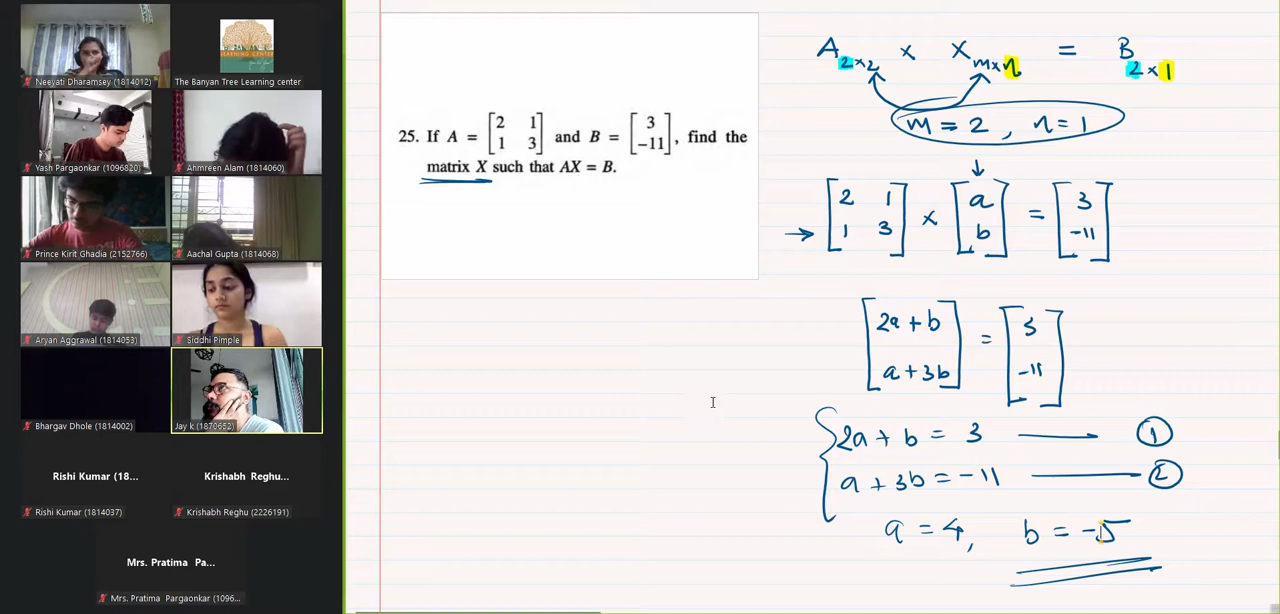 Neeyati Dharamsey (1814012)
LEARNING CENTER
The Banyan Tree Learning center
Yash Pargaonkar (1096820)
Ahmreen Alam (1814060)
Prince Kirit Ghadia (2152766)
Aachal Gupta (1814068)
Aryan Aggrawal (1814053)
Siddhi Pimple
Bhargav Dhole (1814002)
Jay k (1870652)
Rishi Kumar (18...
Krishabh Reghu...
Rishi Kumar (1814037)
Krishabh Reghu (2226191)
Mrs. Pratima Pa...
Mrs. Pratima Pargaonkar (1096...
25. If A = [2 1; 1 3] and B = [3; -11], find the
matrix X such that AX = B.
A 2×2 × X m×n = B 2×1
m = 2 , n = 1
[2 1; 1 3] × [a; b] = [3; -11]
[2a + b; a + 3b] = [3; -11]
2a + b = 3 ①
a + 3b = -11 ②
a = 4, b = -5